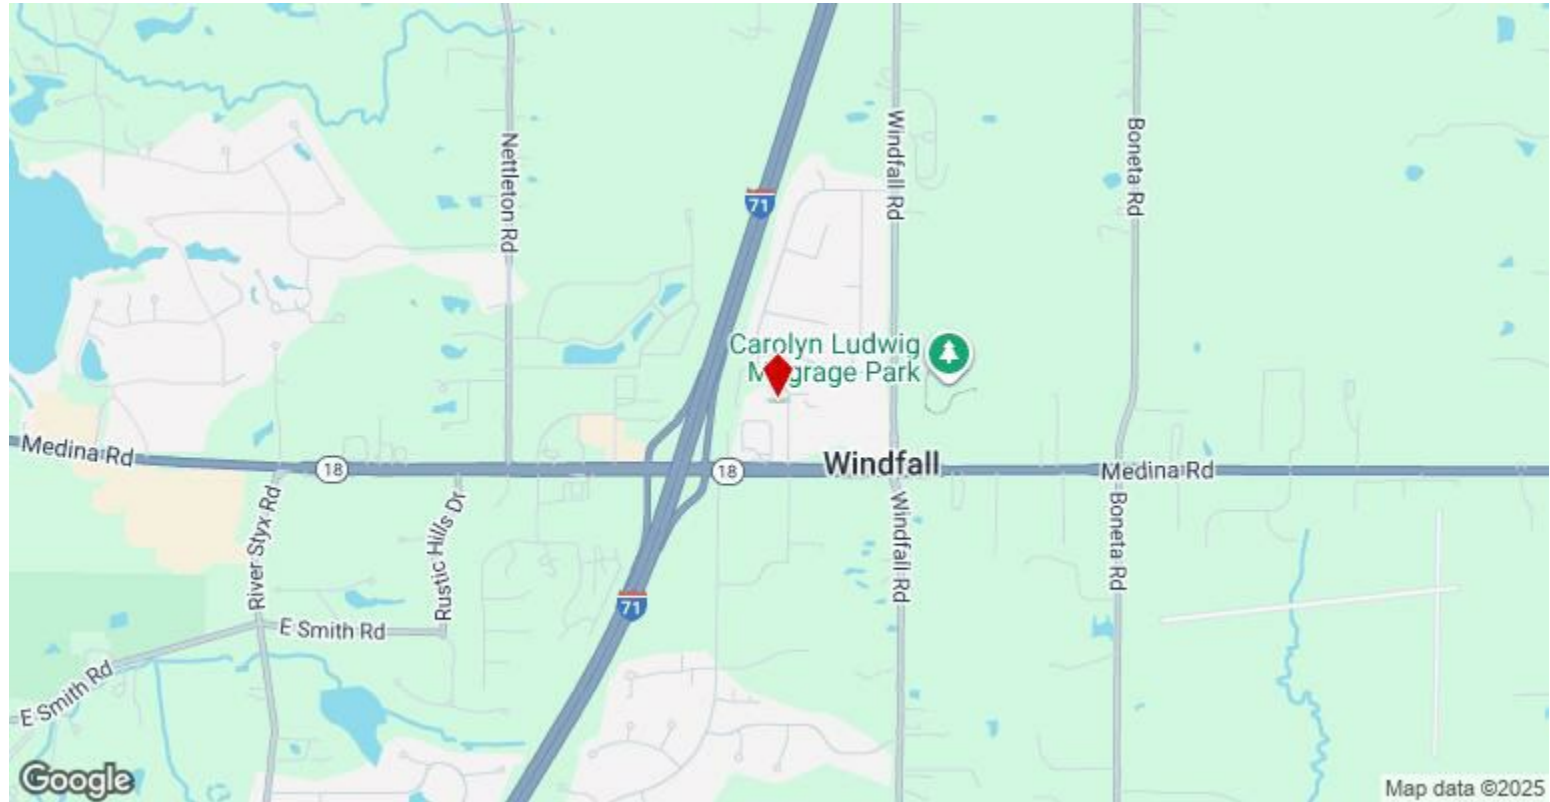 Nettleton Rd
Windfall Rd
Boneta Rd
71
Carolyn Ludwig
M grage Park
Medina Rd
18
18
Windfall
Medina Rd
River Styx Rd
Rustic Hills Dr
Windfall Rd
Boneta Rd
71
E Smith Rd
E Smith Rd
Google
Map data ©2025